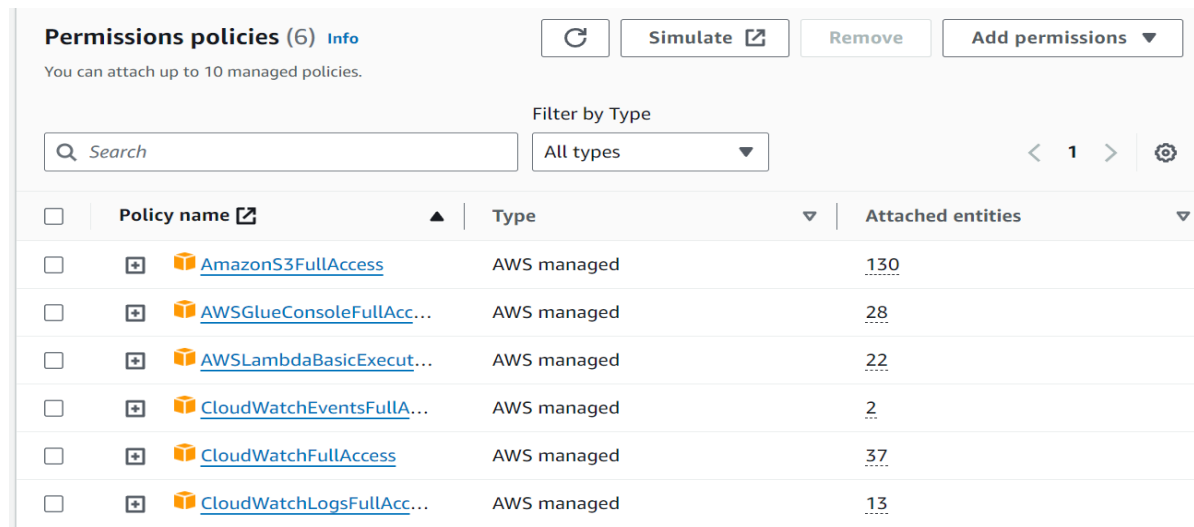 Permissions policies (6) Info
Simulate Remove Add permissions
You can attach up to 10 managed policies.
Filter by Type
Search All types 1
Policy name Type Attached entities
AmazonS3FullAccess AWS managed 130
AWSGlueConsoleFullAcc... AWS managed 28
AWSLambdaBasicExecut... AWS managed 22
CloudWatchEventsFullA... AWS managed 2
CloudWatchFullAccess AWS managed 37
CloudWatchLogsFullAcc... AWS managed 13